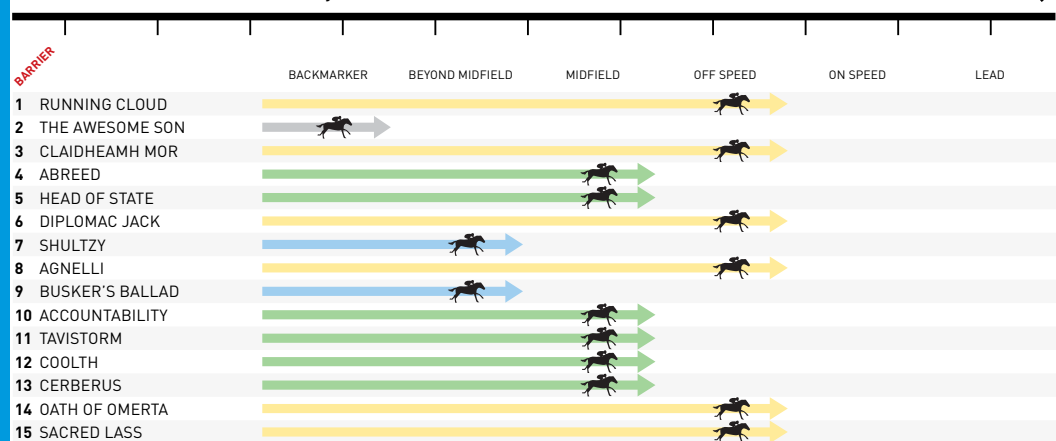 BARRIER
BACKMARKER BEYOND MIDFIELD MIDFIELD OFF SPEED ON SPEED LEAD
1 RUNNING CLOUD
2 THE AWESOME SON
3 CLAIDHEAMH MOR
4 ABREED
5 HEAD OF STATE
6 DIPLOMAC JACK
7 SHULTZY
8 AGNELLI
9 BUSKER'S BALLAD
10 ACCOUNTABILITY
11 TAVISTORM
12 COOLTH
13 CERBERUS
14 OATH OF OMERTA
15 SACRED LASS